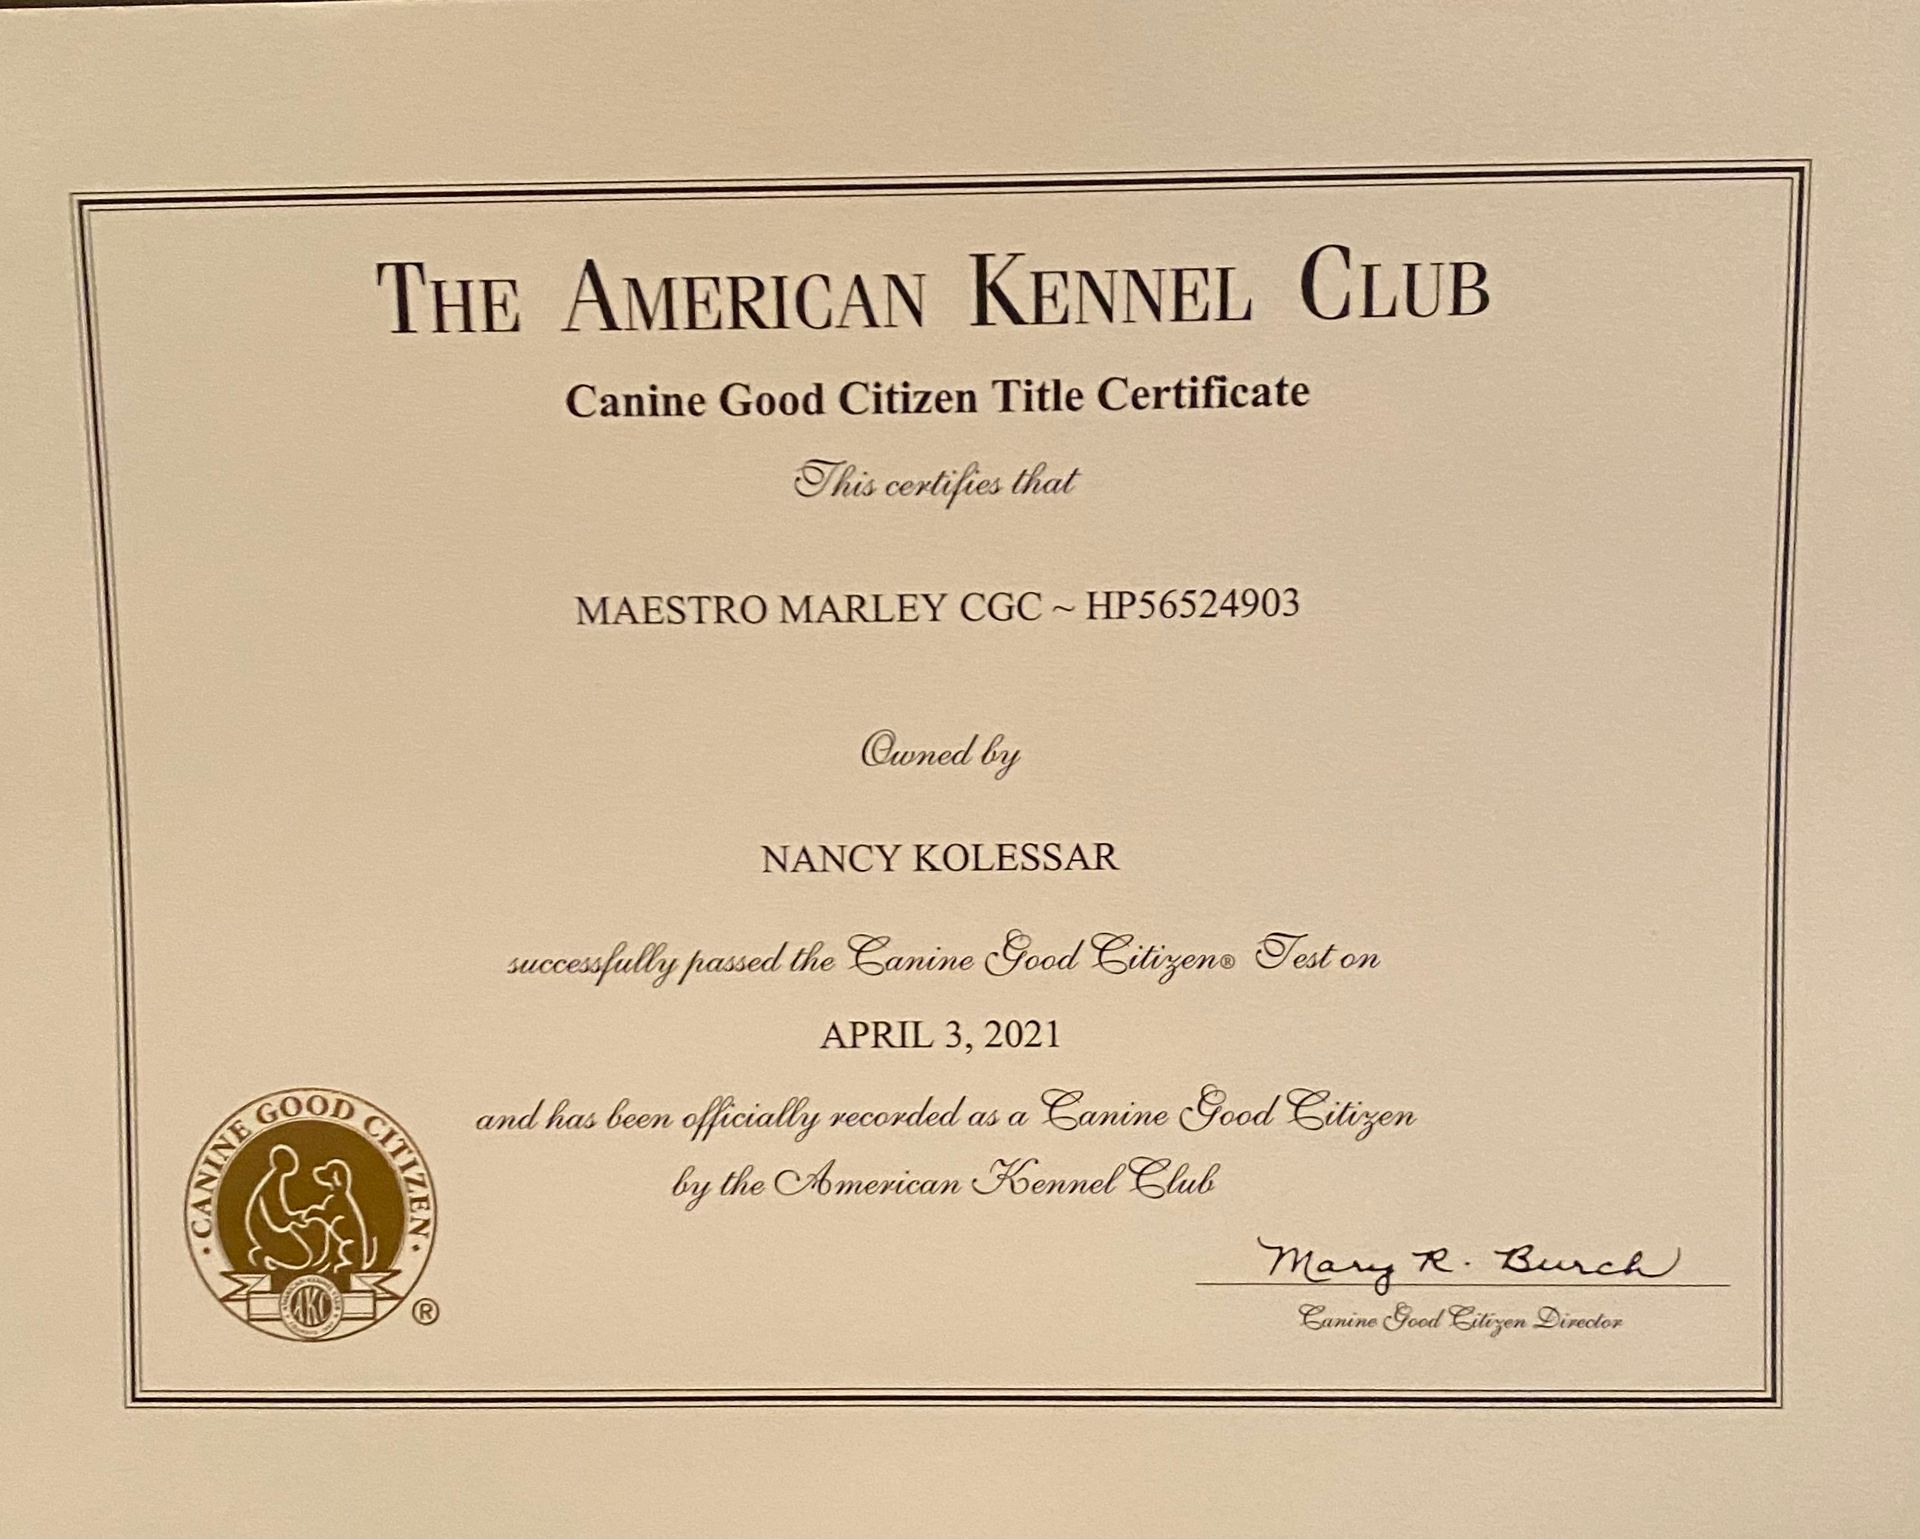 THE AMERICAN KENNEL CLUB
Canine Good Citizen Title Certificate
This certifies that
MAESTRO MARLEY CGC ~ HP56524903
Owned by
NANCY KOLESSAR
successfully passed the Canine Good Citizen® Test on
APRIL 3, 2021
and has been officially recorded as a Canine Good Citizen
by the American Kennel Club
· CANINE GOOD CITIZEN ·
AKC
®
Mary R. Burch
Canine Good Citizen Director